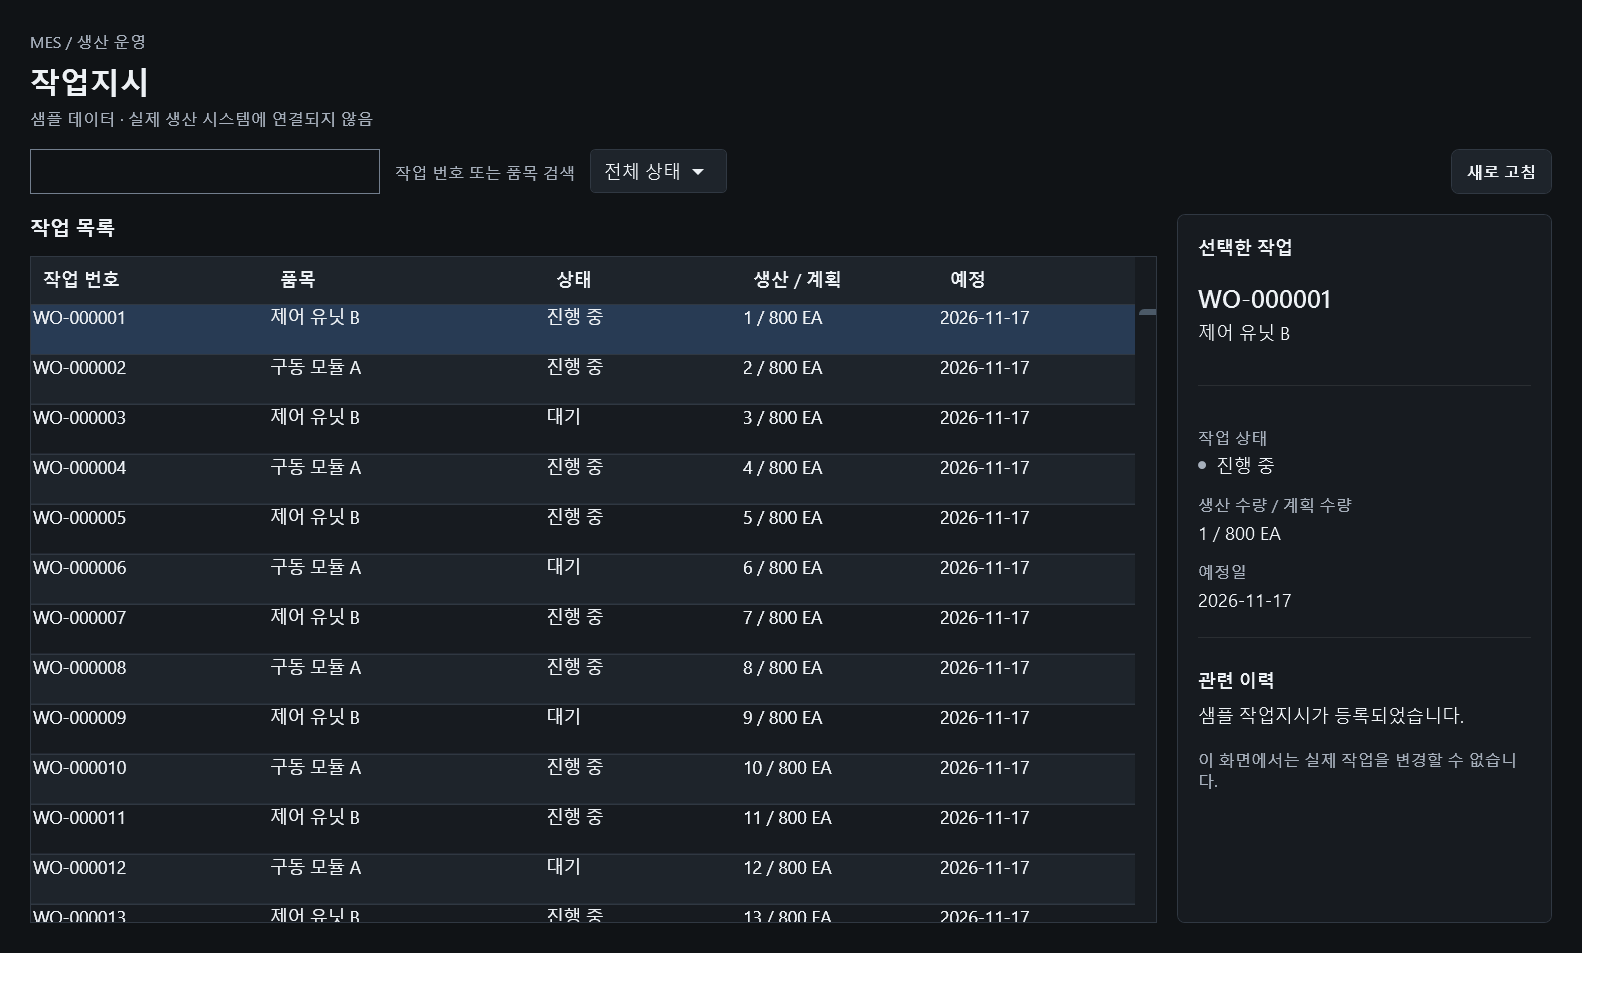 MES / 생산 운영
작업지시
샘플 데이터 · 실제 생산 시스템에 연결되지 않음
작업 번호 또는 품목 검색 전체 상태 새로 고침
작업 목록
작업 번호 품목 상태 생산 / 계획 예정
WO-000001 제어 유닛 B 진행 중 1 / 800 EA 2026-11-17
WO-000002 구동 모듈 A 진행 중 2 / 800 EA 2026-11-17
WO-000003 제어 유닛 B 대기 3 / 800 EA 2026-11-17
WO-000004 구동 모듈 A 진행 중 4 / 800 EA 2026-11-17
WO-000005 제어 유닛 B 진행 중 5 / 800 EA 2026-11-17
WO-000006 구동 모듈 A 대기 6 / 800 EA 2026-11-17
WO-000007 제어 유닛 B 진행 중 7 / 800 EA 2026-11-17
WO-000008 구동 모듈 A 진행 중 8 / 800 EA 2026-11-17
WO-000009 제어 유닛 B 대기 9 / 800 EA 2026-11-17
WO-000010 구동 모듈 A 진행 중 10 / 800 EA 2026-11-17
WO-000011 제어 유닛 B 진행 중 11 / 800 EA 2026-11-17
WO-000012 구동 모듈 A 대기 12 / 800 EA 2026-11-17
WO-000013 제어 유닛 B 진행 중 13 / 800 EA 2026-11-17
선택한 작업
WO-000001
제어 유닛 B
작업 상태
진행 중
생산 수량 / 계획 수량
1 / 800 EA
예정일
2026-11-17
관련 이력
샘플 작업지시가 등록되었습니다.
이 화면에서는 실제 작업을 변경할 수 없습니
다.